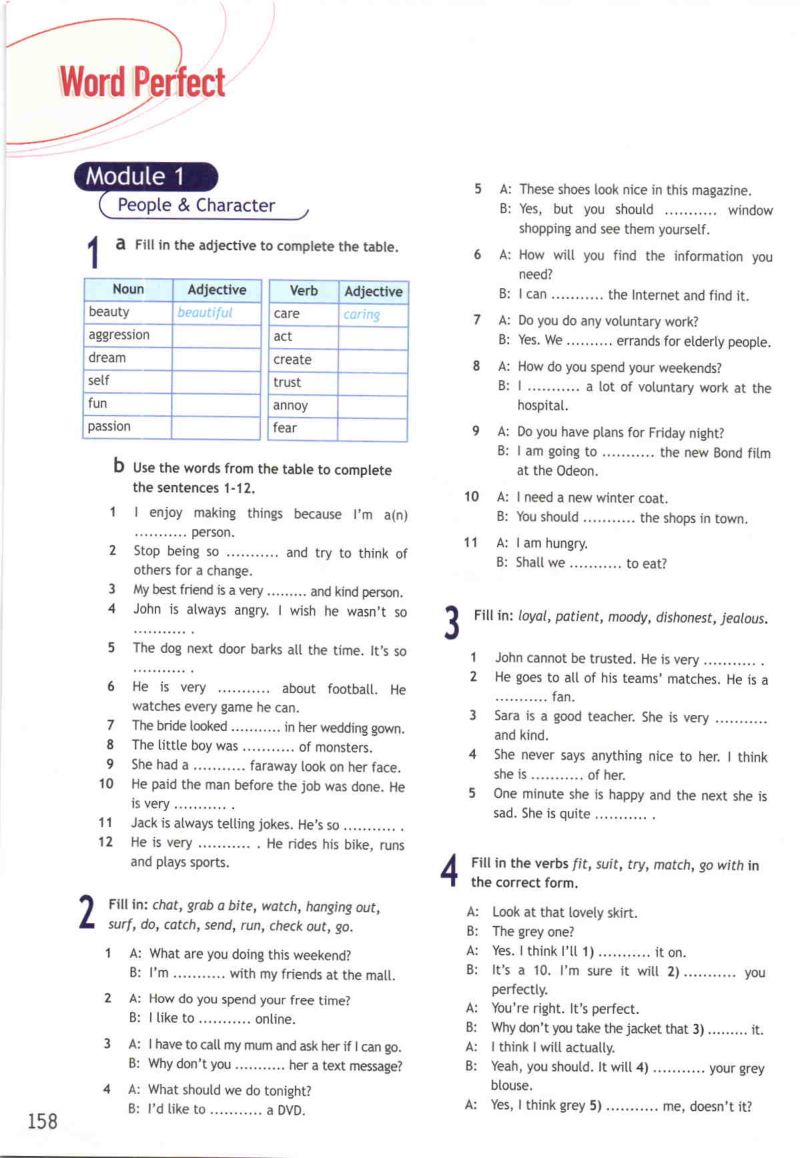 Word Perfect
Module 1
People & Character
1 a Fill in the adjective to complete the table.
Noun Adjective Verb Adjective
beauty beautiful care caring
aggression act
dream create
self trust
fun annoy
passion fear
b Use the words from the table to complete
the sentences 1-12.
1 I enjoy making things because I'm a(n)
........... person.
2 Stop being so ........... and try to think of
others for a change.
3 My best friend is a very ......... and kind person.
4 John is always angry. I wish he wasn't so
........... .
5 The dog next door barks all the time. It's so
........... .
6 He is very ........... about football. He
watches every game he can.
7 The bride looked ........... in her wedding gown.
8 The little boy was ........... of monsters.
9 She had a ........... faraway look on her face.
10 He paid the man before the job was done. He
is very ........... .
11 Jack is always telling jokes. He's so ........... .
12 He is very ........... . He rides his bike, runs
and plays sports.
2 Fill in: chat, grab a bite, watch, hanging out,
surf, do, catch, send, run, check out, go.
1 A: What are you doing this weekend?
B: I'm ........... with my friends at the mall.
2 A: How do you spend your free time?
B: I like to ........... online.
3 A: I have to call my mum and ask her if I can go.
B: Why don't you ........... her a text message?
4 A: What should we do tonight?
B: I'd like to ........... a DVD.
158
5 A: These shoes look nice in this magazine.
B: Yes, but you should ........... window
shopping and see them yourself.
6 A: How will you find the information you
need?
B: I can ........... the Internet and find it.
7 A: Do you do any voluntary work?
B: Yes. We .......... errands for elderly people.
8 A: How do you spend your weekends?
B: I ........... a lot of voluntary work at the
hospital.
9 A: Do you have plans for Friday night?
B: I am going to ........... the new Bond film
at the Odeon.
10 A: I need a new winter coat.
B: You should ........... the shops in town.
11 A: I am hungry.
B: Shall we ........... to eat?
3 Fill in: loyal, patient, moody, dishonest, jealous.
1 John cannot be trusted. He is very ........... .
2 He goes to all of his teams' matches. He is a
........... fan.
3 Sara is a good teacher. She is very ...........
and kind.
4 She never says anything nice to her. I think
she is ........... of her.
5 One minute she is happy and the next she is
sad. She is quite ........... .
4 Fill in the verbs fit, suit, try, match, go with in
the correct form.
A: Look at that lovely skirt.
B: The grey one?
A: Yes. I think I'll 1) ........... it on.
B: It's a 10. I'm sure it will 2) ........... you
perfectly.
A: You're right. It's perfect.
B: Why don't you take the jacket that 3) ......... it.
A: I think I will actually.
B: Yeah, you should. It will 4) ........... your grey
blouse.
A: Yes, I think grey 5) ........... me, doesn't it?